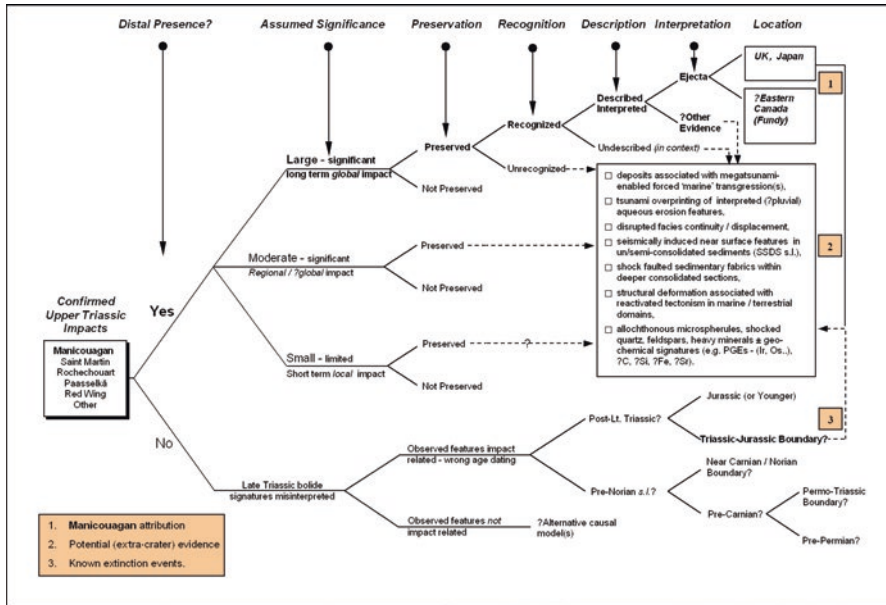 Distal Presence?
Assumed Significance
Preservation
Recognition
Description
Interpretation
Location
UK, Japan
1
Ejecta
?Eastern
Canada
(Fundy)
Described
Interpreted
?Other
Evidence
Recognized
Undescribed (in context)
Preserved
Unrecognized
Large - significant
long term global impact
Not Preserved
□ deposits associated with megatsunami-
enabled forced 'marine' transgression(s),
□ tsunami overprinting of interpreted (?pluvial)
aqueous erosion features,
□ disrupted facies continuity / displacement,
□ seismically induced near surface features in
un/semi-consolidated sediments (SSDS s.l.),
□ shock faulted sedimentary fabrics within
deeper consolidated sections,
□ structural deformation associated with
reactivated tectonism in marine / terrestrial
domains,
□ allochthonous microspherules, shocked
quartz, feldspars, heavy minerals ± geo-
chemical signatures (e.g. PGEs - (Ir, Os..),
?C, ?Si, ?Fe, ?Sr).
2
Moderate - significant
Regional / ?global impact
Preserved
Not Preserved
Confirmed
Upper Triassic
Impacts
Yes
Manicouagan
Saint Martin
Rochechouart
Paasselkä
Red Wing
Other
Small - limited
Short term local impact
Preserved
?
Not Preserved
No
Late Triassic bolide
signatures misinterpreted
Observed features impact
related - wrong age dating
Post-Lt. Triassic?
Jurassic (or Younger)
3
Triassic-Jurassic Boundary?
Pre-Norian s.l.?
Near Carnian / Norian
Boundary?
Pre-Carnian?
Permo-Triassic
Boundary?
Pre-Permian?
Observed features not
impact related
?Alternative causal
model(s)
1. Manicouagan attribution
2. Potential (extra-crater) evidence
3. Known extinction events.